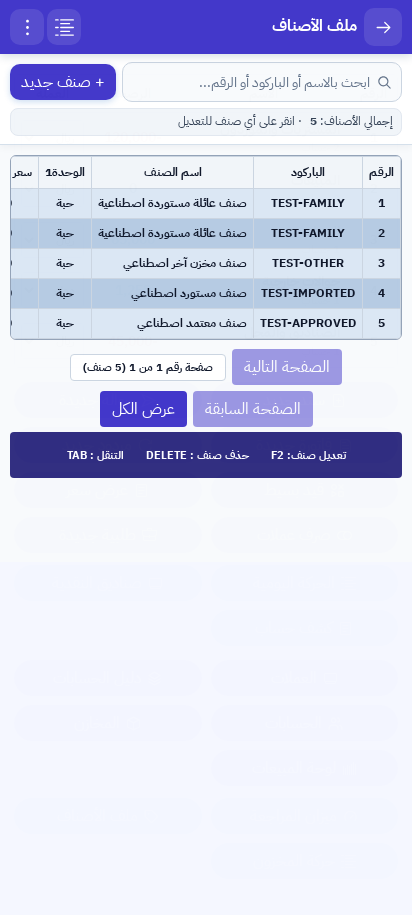 ملف الأصناف
ابحث بالاسم أو الباركود أو الرقم...
+ صنف جديد
إجمالي الأصناف: 5 · انقر على أي صنف للتعديل
الرقم الباركود اسم الصنف الوحدة1 سعر
1 TEST-FAMILY صنف عائلة مستوردة اصطناعية حبة
2 TEST-FAMILY صنف عائلة مستوردة اصطناعية حبة
3 TEST-OTHER صنف مخزن آخر اصطناعي حبة
4 TEST-IMPORTED صنف مستورد اصطناعي حبة
5 TEST-APPROVED صنف معتمد اصطناعي حبة
الصفحة التالية صفحة رقم 1 من 1 (5 صنف)
الصفحة السابقة عرض الكل
تعديل صنف: F2 حذف صنف : DELETE التنقل : TAB